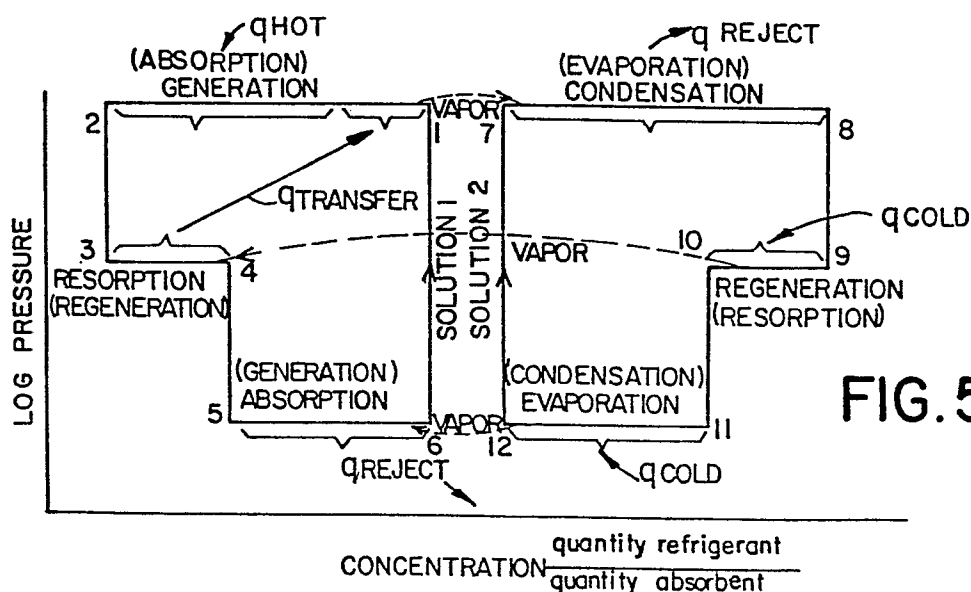 qHOT
(ABSORPTION)
GENERATION
q REJECT
(EVAPORATION)
CONDENSATION
2
VAPOR
1
7
8
qTRANSFER
SOLUTION 1
SOLUTION 2
qCOLD
3
4
VAPOR
10
9
RESORPTION
(REGENERATION)
REGENERATION
(RESORPTION)
LOG PRESSURE
(GENERATION)
ABSORPTION
(CONDENSATION)
EVAPORATION
FIG.5
5
VAPOR
6
12
11
qREJECT
qCOLD
CONCENTRATION
quantity refrigerant
quantity absorbent